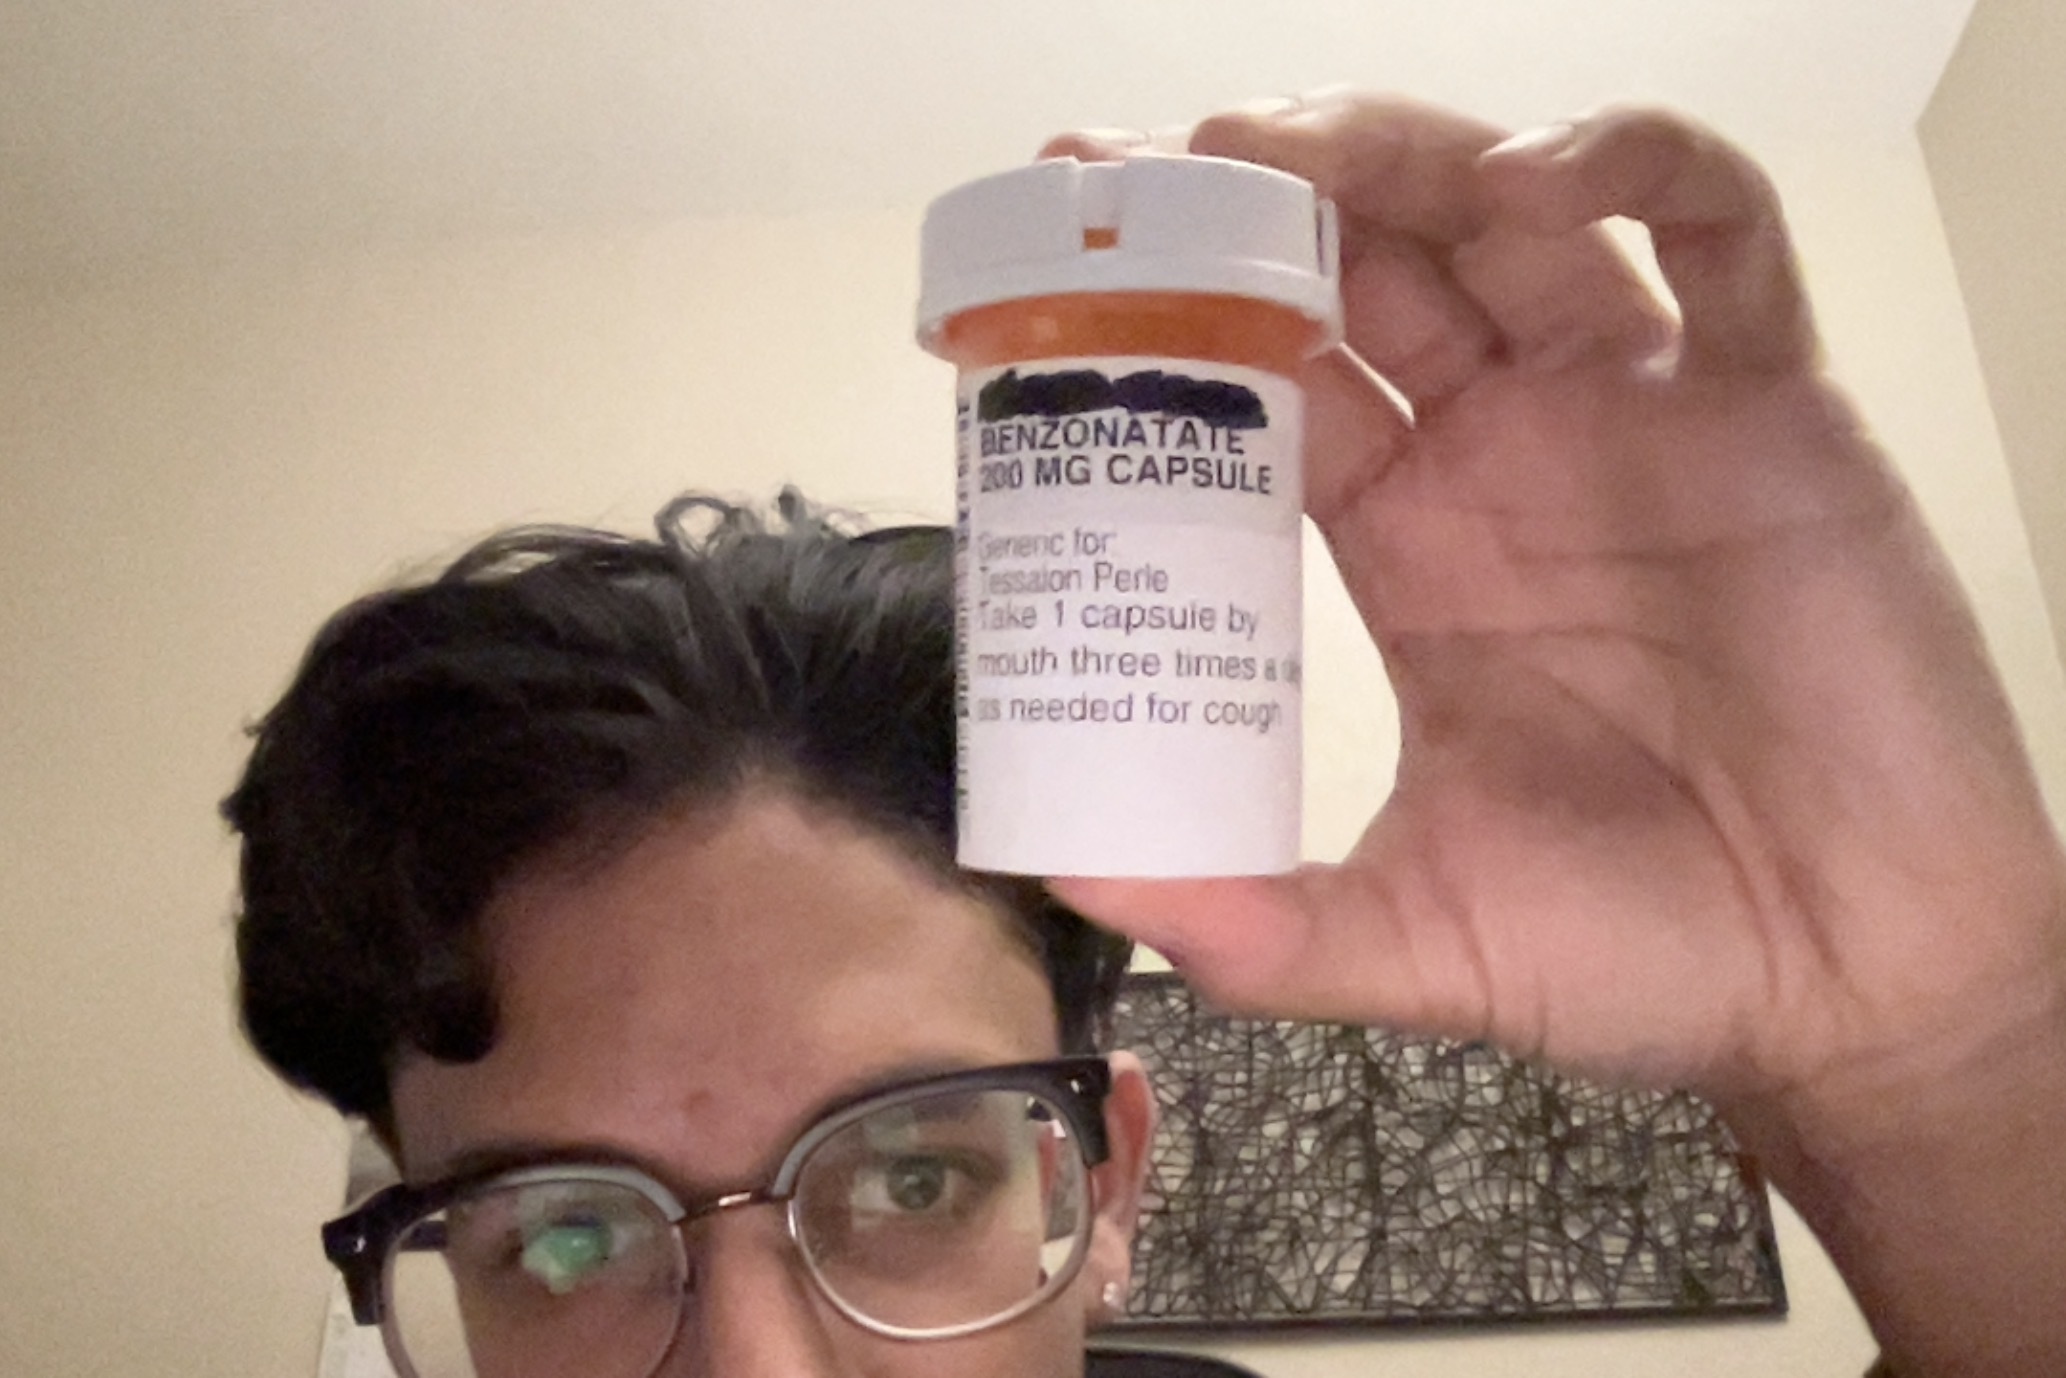 BENZONATATE
200 MG CAPSULE
Generic for:
Tessalon Perle
Take 1 capsule by
mouth three times a
as needed for cough